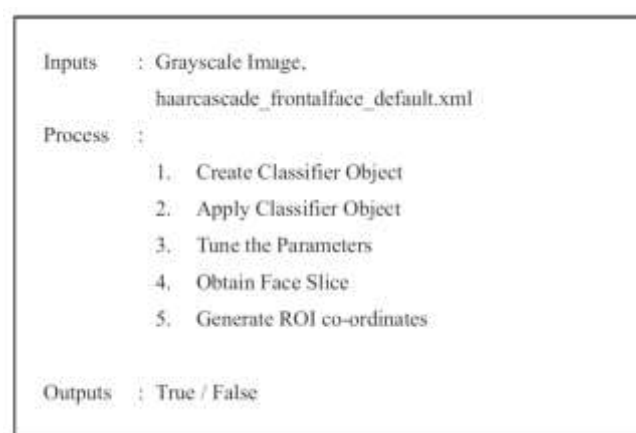 Inputs : Grayscale Image,
haarcascade_frontalface_default.xml
Process :
1. Create Classifier Object
2. Apply Classifier Object
3. Tune the Parameters
4. Obtain Face Slice
5. Generate ROI co-ordinates
Outputs : True / False